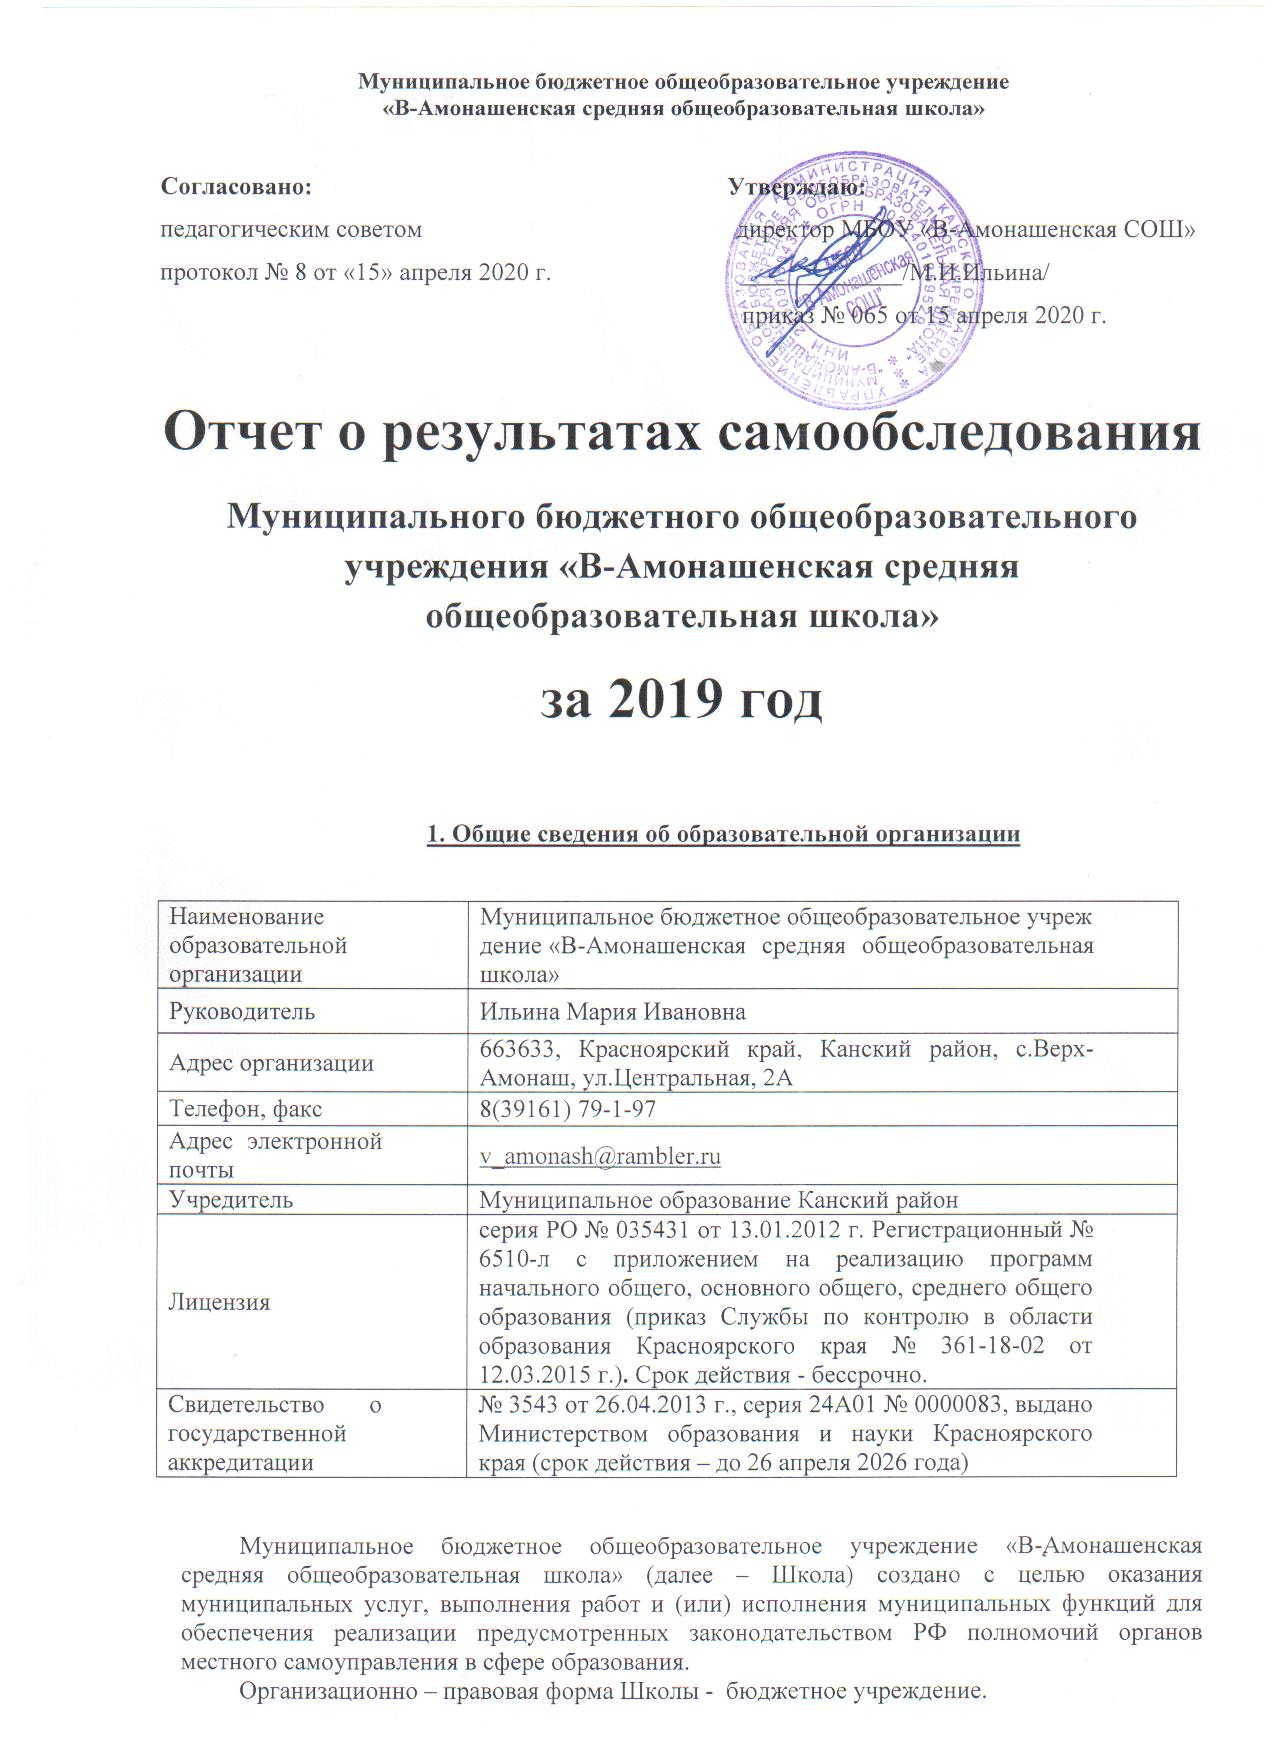 Муниципальное бюджетное общеобразовательное учреждение
«В-Амонашенская средняя общеобразовательная школа»
Согласовано:
Утверждаю:
педагогическим советом
директор МБОУ «В-Амонашенская СОШ»
протокол № 8 от «15» апреля 2020 г.
/М.И.Ильина/
приказ № 065 от 15 апреля 2020 г.
Отчет о результатах самообследования
Муниципального бюджетного общеобразовательного
учреждения «В-Амонашенская средняя
общеобразовательная школа»
за 2019 год
1. Общие сведения об образовательной организации
Наименование
образовательной
организации
Муниципальное бюджетное общеобразовательное учреж
дение «В-Амонашенская средняя общеобразовательная
школа»
Руководитель
Ильина Мария Ивановна
Адрес организации
663633, Красноярский край, Канский район, с.Верх-
Амонаш, ул.Центральная, 2А
Телефон, факс
8(39161) 79-1-97
Адрес электронной
почты
v_amonash@rambler.ru
Учредитель
Муниципальное образование Канский район
Лицензия
серия РО № 035431 от 13.01.2012 г. Регистрационный №
6510-л с приложением на реализацию программ
начального общего, основного общего, среднего общего
образования (приказ Службы по контролю в области
образования Красноярского края № 361-18-02 от
12.03.2015 г.). Срок действия - бессрочно.
Свидетельство о
государственной
аккредитации
№ 3543 от 26.04.2013 г., серия 24А01 № 0000083, выдано
Министерством образования и науки Красноярского
края (срок действия – до 26 апреля 2026 года)
Муниципальное бюджетное общеобразовательное учреждение «В-Амонашенская
средняя общеобразовательная школа» (далее – Школа) создано с целью оказания
муниципальных услуг, выполнения работ и (или) исполнения муниципальных функций для
обеспечения реализации предусмотренных законодательством РФ полномочий органов
местного самоуправления в сфере образования.
Организационно – правовая форма Школы - бюджетное учреждение.